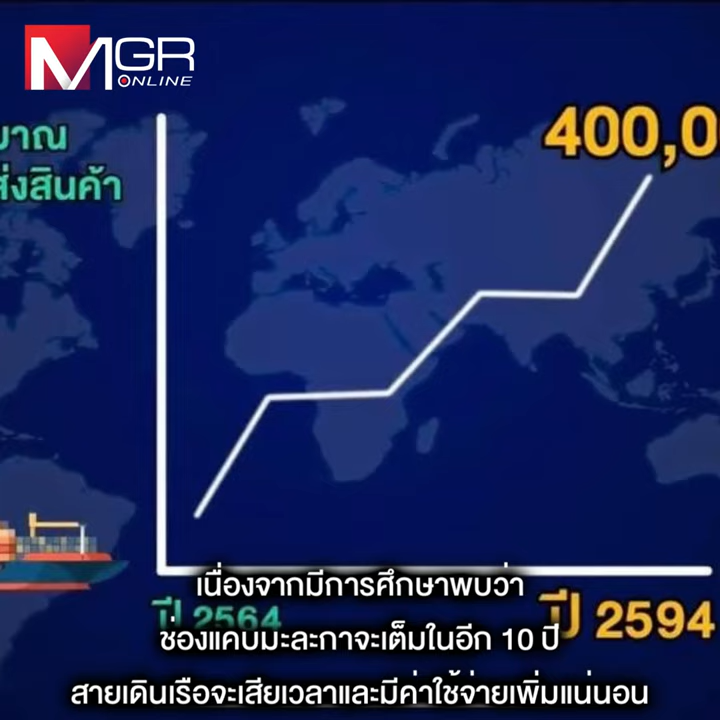 MGR
ONLINE
ส่งสินค้า
400,0
ปี 2564
ปี 2594
เนื่องจากมีการศึกษาพบว่า
ช่องแคบมะละกาจะเต็มในอีก 10 ปี
สายเดินเรือจะเสียเวลาและมีค่าใช้จ่ายเพิ่มแน่นอน